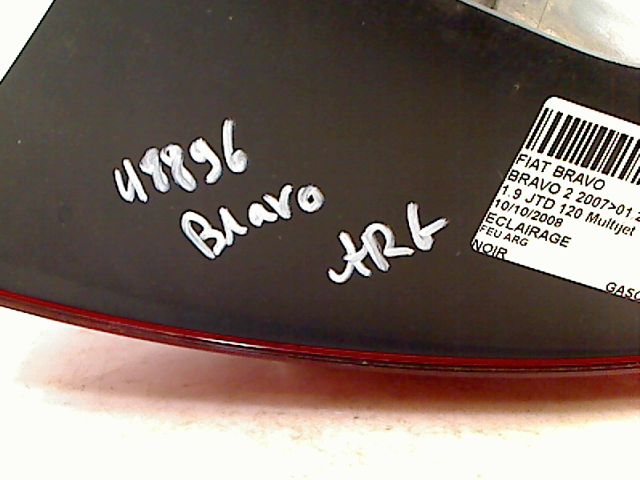 48896
Bravo
ARG
FIAT BRAVO
BRAVO 2 2007>01.2
1.9 JTD 120 Multijet
10/10/2008
ECLAIRAGE
FEU ARG
NOIR
GASO